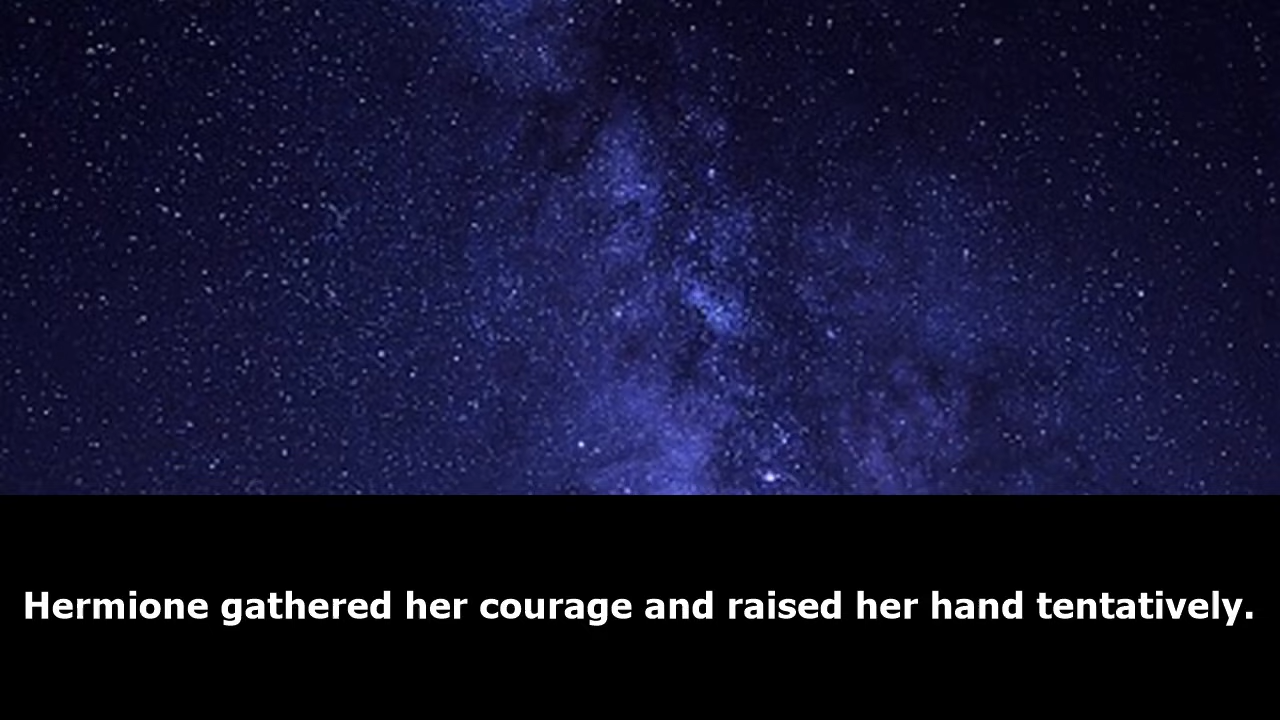 Hermione gathered her courage and raised her hand tentatively.